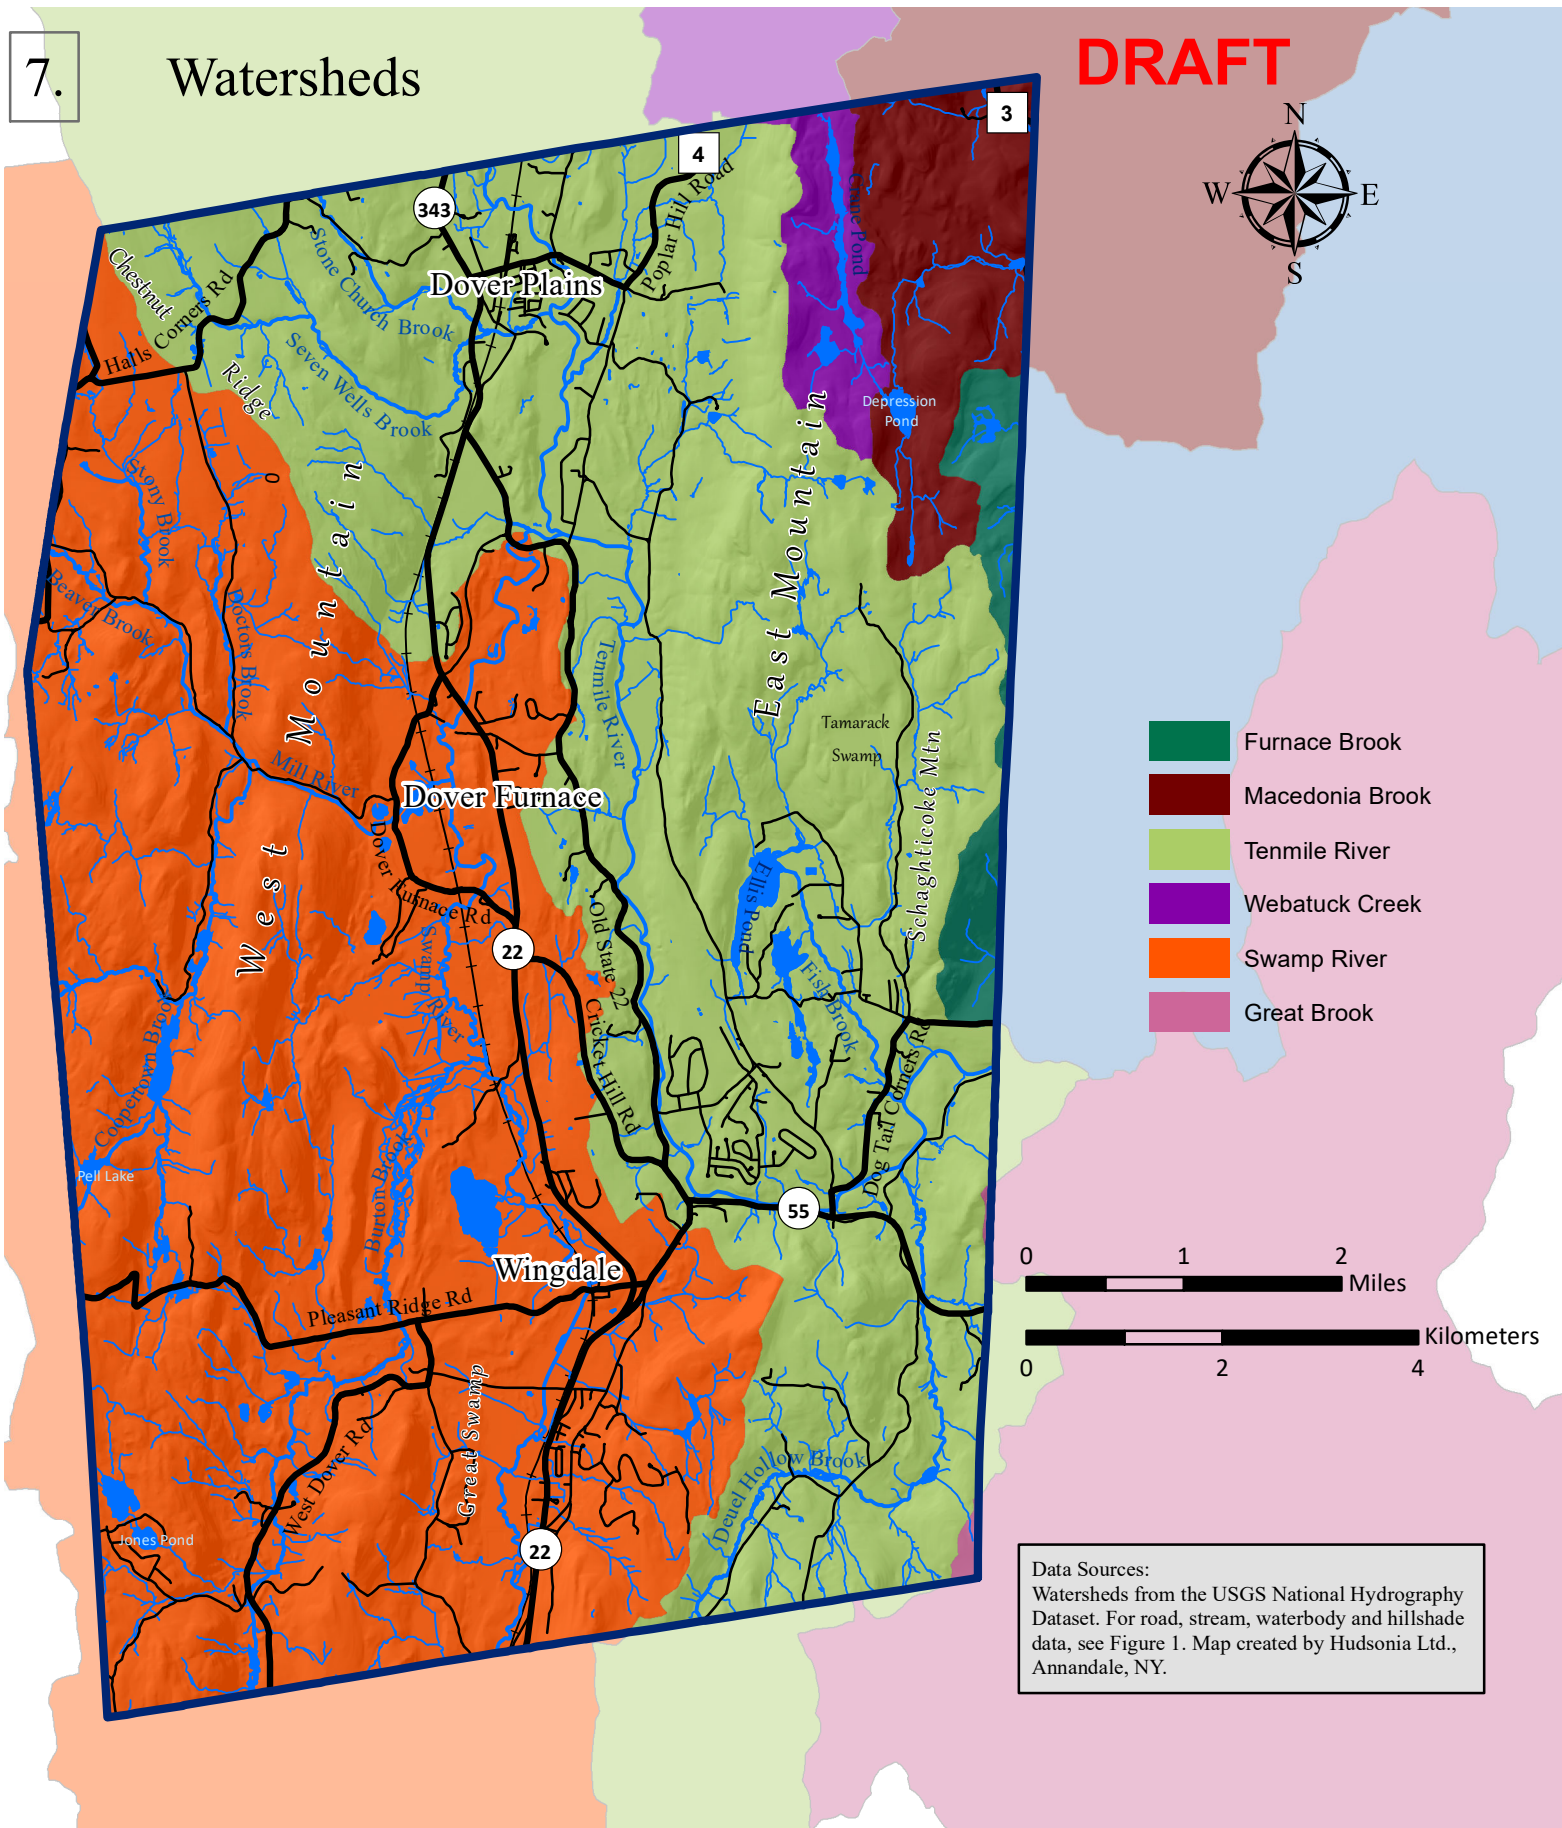 7.
Watersheds
DRAFT
N
W
E
S
3
4
343
Poplar Hill Road
Crane Pond
Chestnut
Ridge
Halls Corners Rd
Stone Church Brook
Dover Plains
Seven Wells Brook
Depression
Pond
East Mountain
West Mountain
Stony Brook
Beaver Brook
Doctors Brook
Tenmile River
Tamarack
Swamp
Schaghticoke Mtn
Mill River
Dover Furnace
Dover Furnace Rd
Furnace Brook
Macedonia Brook
Tenmile River
Webatuck Creek
Swamp River
Great Brook
Ellis Pond
Old State 22
22
Swamp River
Fish Brook
Cricket Hill Rd
Coopertown Brook
Dog Tail Corners Rd
Pell Lake
Burton Brook
55
Wingdale
0 1 2
Miles
Kilometers
0 2 4
Pleasant Ridge Rd
Great Swamp
West Dover Rd
Deuel Hollow Brook
Jones Pond
22
Data Sources:
Watersheds from the USGS National Hydrography
Dataset. For road, stream, waterbody and hillshade
data, see Figure 1. Map created by Hudsonia Ltd.,
Annandale, NY.